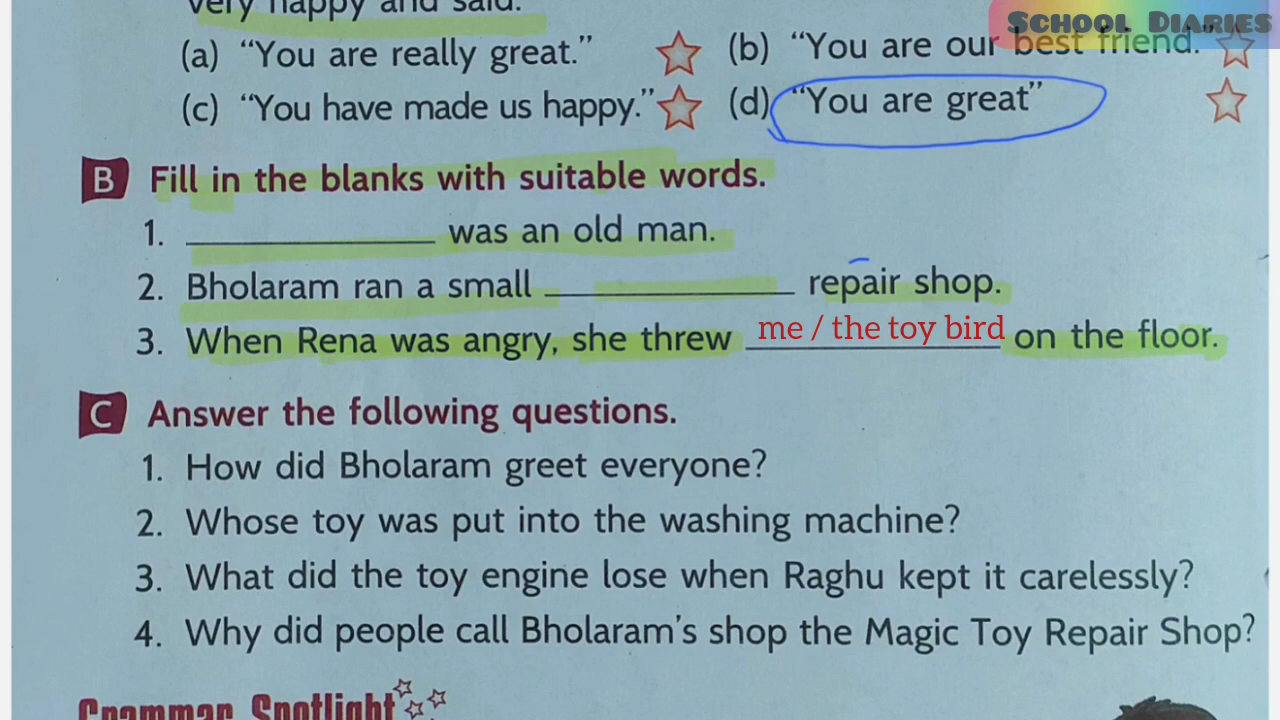 very happy and said:
SCHOOL DIARIES
(a) "You are really great." (b) "You are our best friend."
(c) "You have made us happy." (d) "You are great"
B Fill in the blanks with suitable words.
1. ____________ was an old man.
2. Bholaram ran a small ____________ repair shop.
3. When Rena was angry, she threw me / the toy bird on the floor.
C Answer the following questions.
1. How did Bholaram greet everyone?
2. Whose toy was put into the washing machine?
3. What did the toy engine lose when Raghu kept it carelessly?
4. Why did people call Bholaram's shop the Magic Toy Repair Shop?
Grammar Spotlight